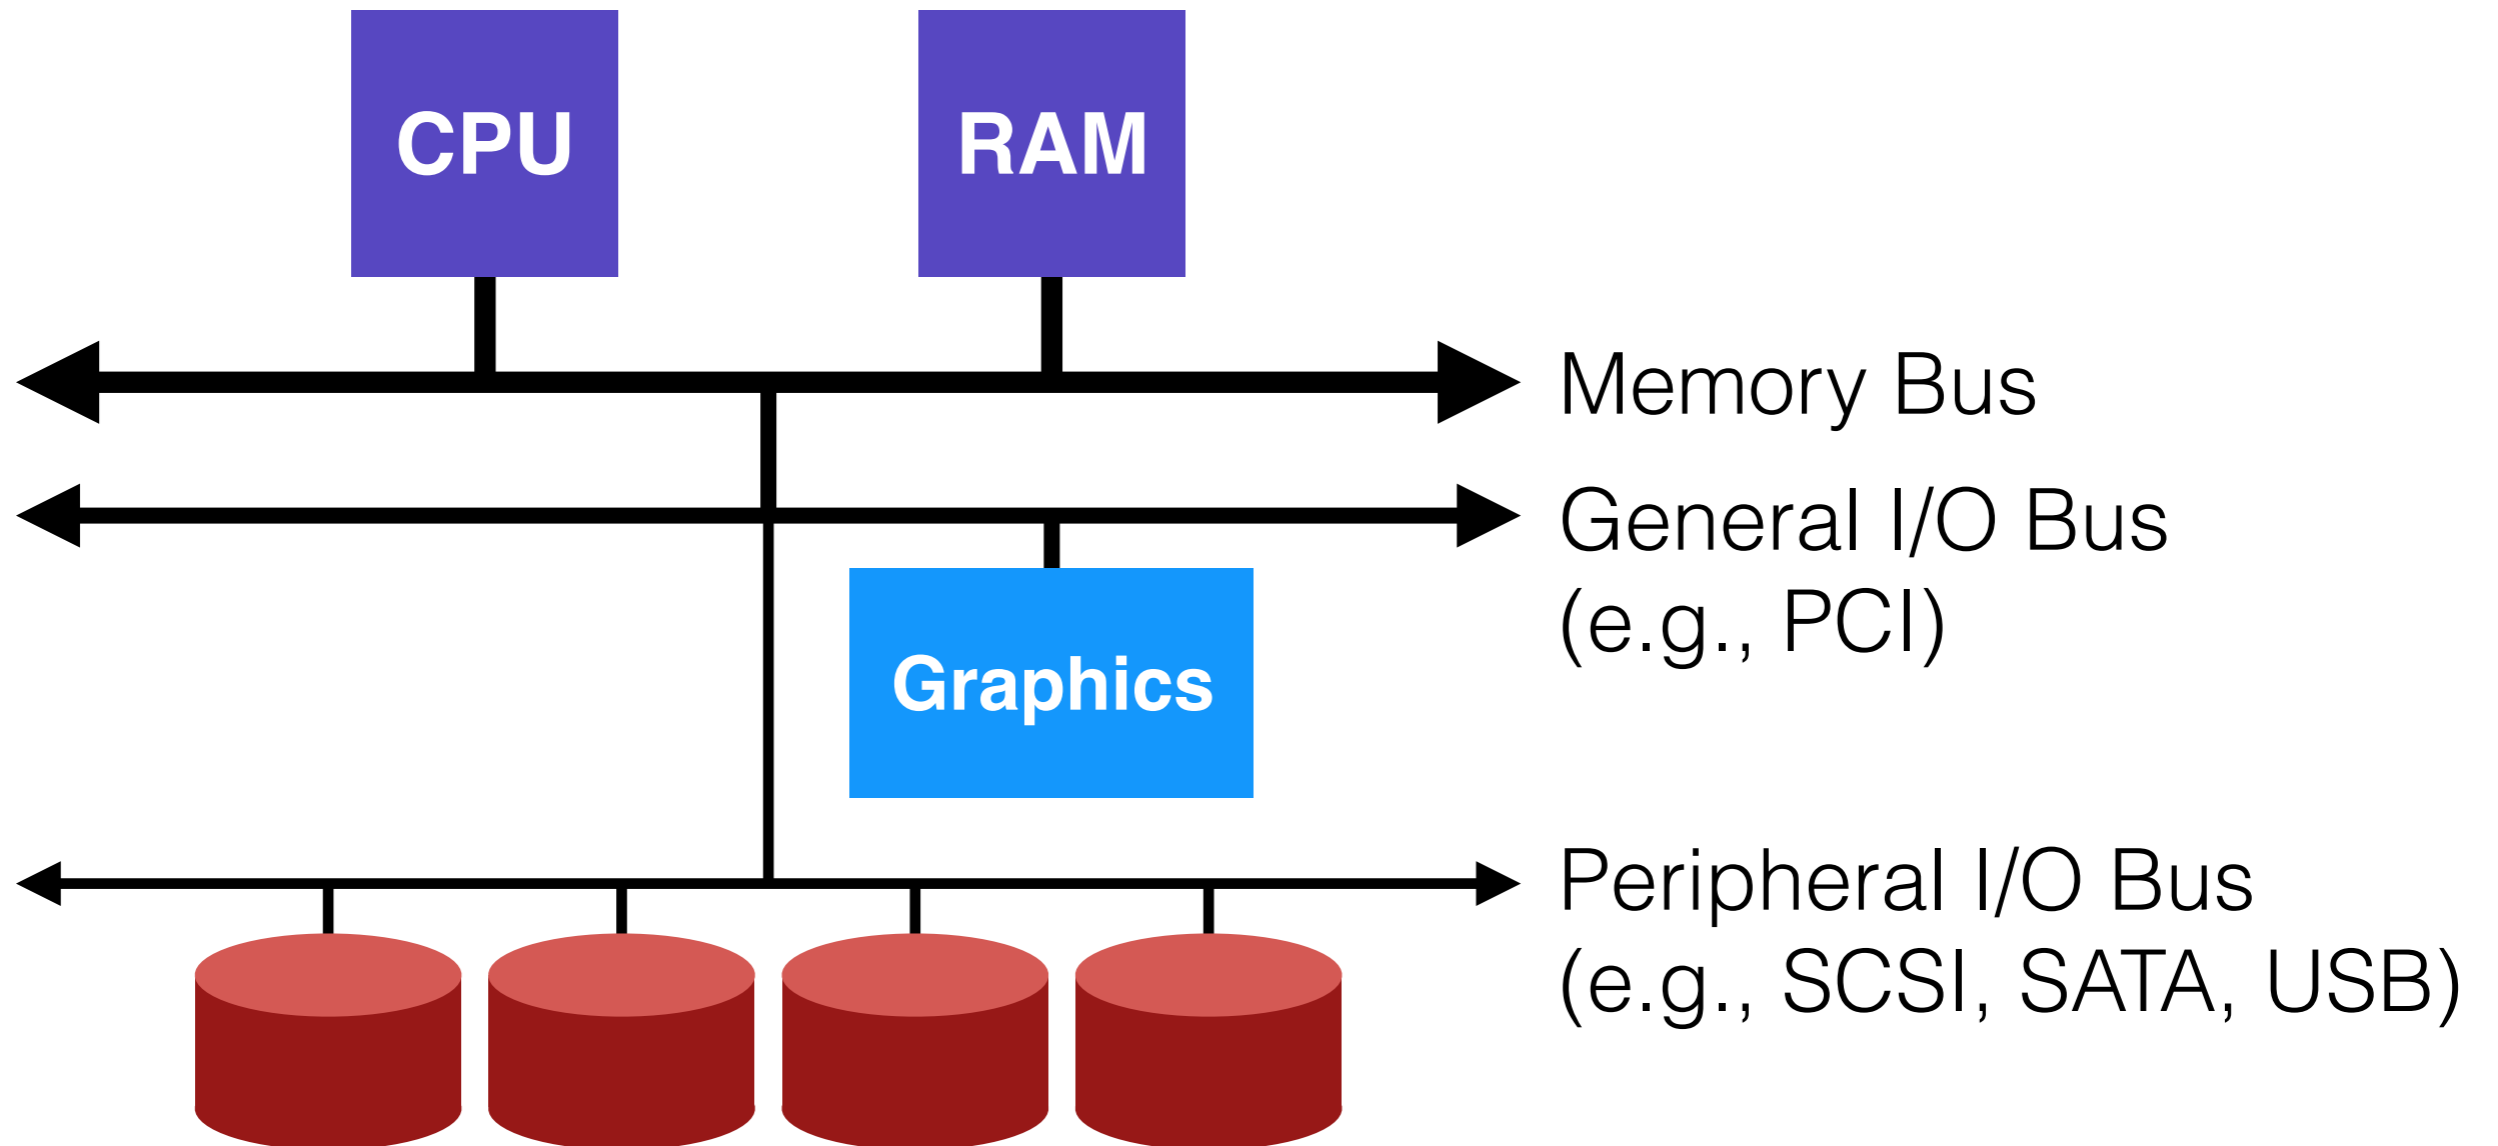 CPU
RAM
Memory Bus
General I/O Bus
(e.g., PCI)
Graphics
Peripheral I/O Bus
(e.g., SCSI, SATA, USB)